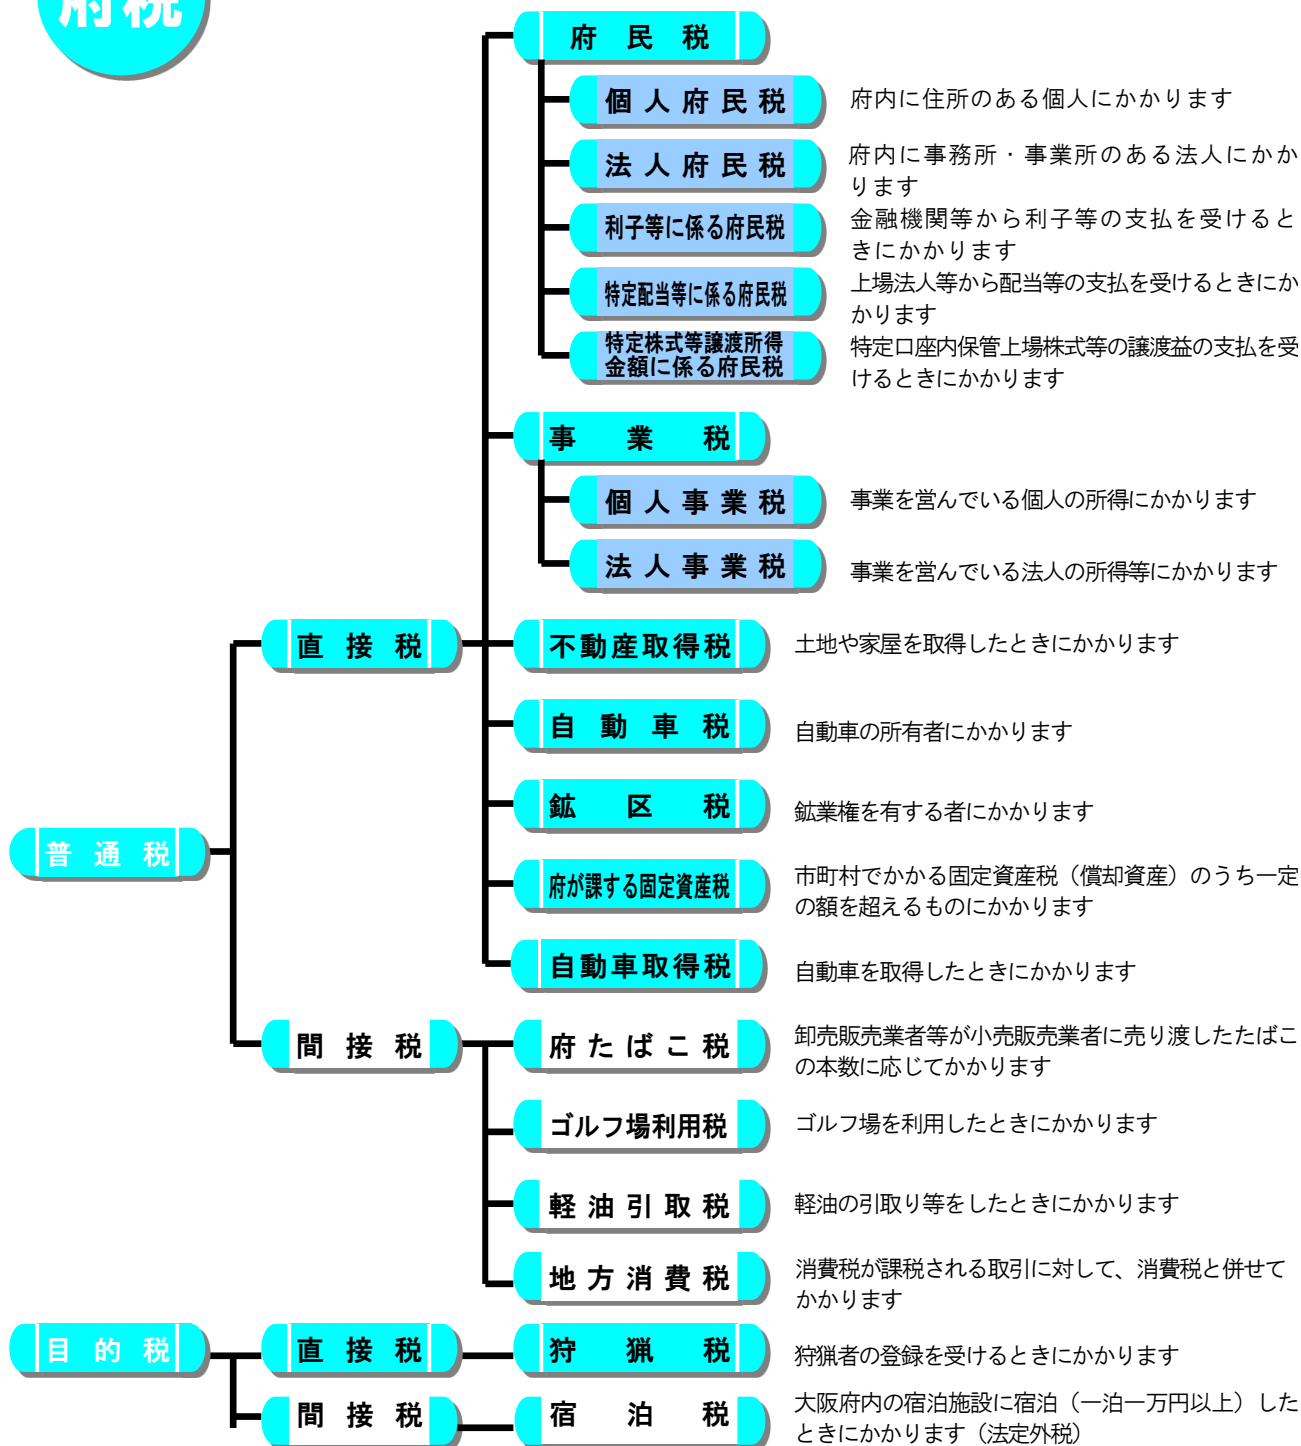 府税
府民税
個人府民税
府内に住所のある個人にかかります
法人府民税
府内に事務所・事業所のある法人にかか
ります
利子等に係る府民税
金融機関等から利子等の支払を受けると
きにかかります
特定配当等に係る府民税
上場法人等から配当等の支払を受けるときにか
かります
特定株式等譲渡所得
金額に係る府民税
特定口座内保管上場株式等の譲渡益の支払を受
けるときにかかります
事業税
個人事業税
事業を営んでいる個人の所得にかかります
法人事業税
事業を営んでいる法人の所得等にかかります
直接税
不動産取得税
土地や家屋を取得したときにかかります
自動車税
自動車の所有者にかかります
鉱区税
鉱業権を有する者にかかります
普通税
府が課する固定資産税
市町村でかかる固定資産税（償却資産）のうち一定
の額を超えるものにかかります
自動車取得税
自動車を取得したときにかかります
間接税
府たばこ税
卸売販売業者等が小売販売業者に売り渡したたばこ
の本数に応じてかかります
ゴルフ場利用税
ゴルフ場を利用したときにかかります
軽油引取税
軽油の引取り等をしたときにかかります
地方消費税
消費税が課税される取引に対して、消費税と併せて
かかります
目的税
直接税
狩猟税
狩猟者の登録を受けるときにかかります
間接税
宿泊税
大阪府内の宿泊施設に宿泊（一泊一万円以上）した
ときにかかります（法定外税）